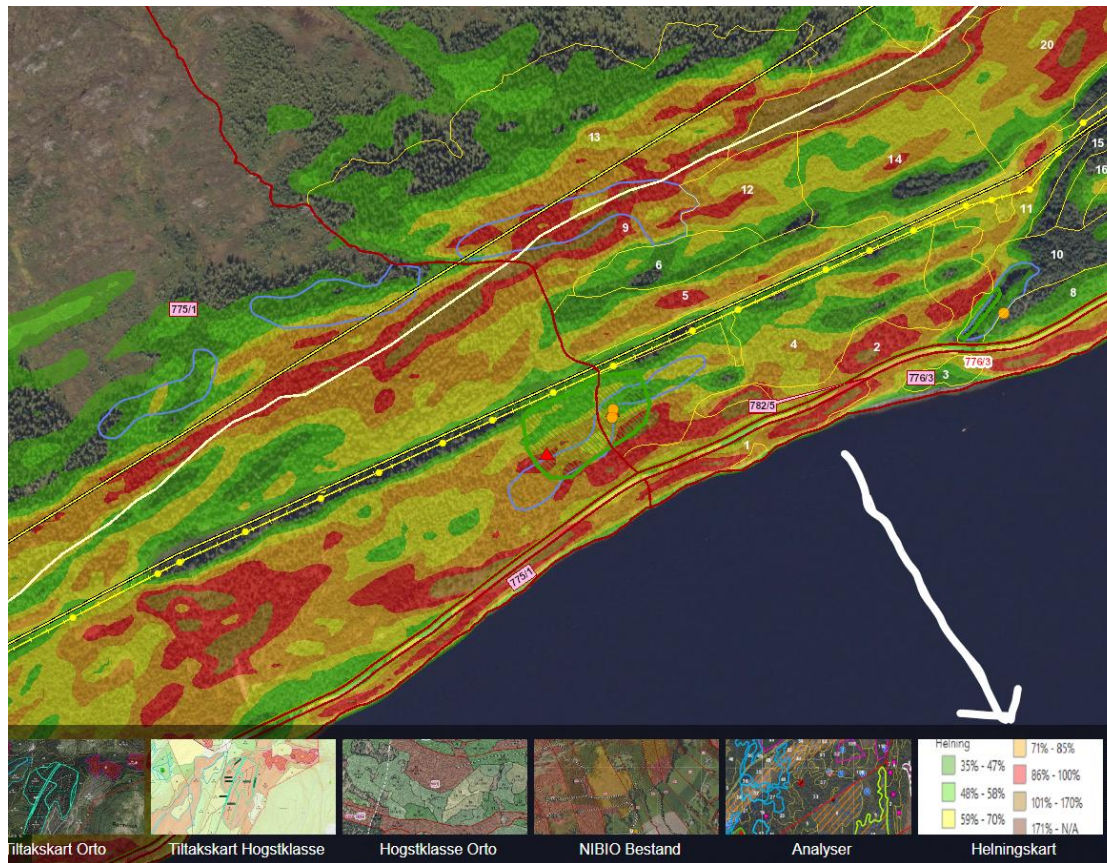 20
15
16
13
14
12
11
9
10
6
8
775/1
5
4
2
776/3
776/3
3
782/5
1
775/1
Helning
35% - 47%
48% - 58%
59% - 70%
71% - 85%
86% - 100%
101% - 170%
171% - N/A
Tiltakskart Orto
Tiltakskart Hogstklasse
Hogstklasse Orto
NIBIO Bestand
Analyser
Helningskart